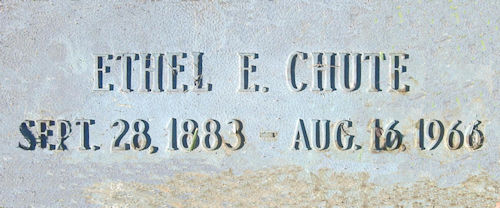 ETHEL E. CHUTE
SEPT. 28, 1883 - AUG. 16, 1966